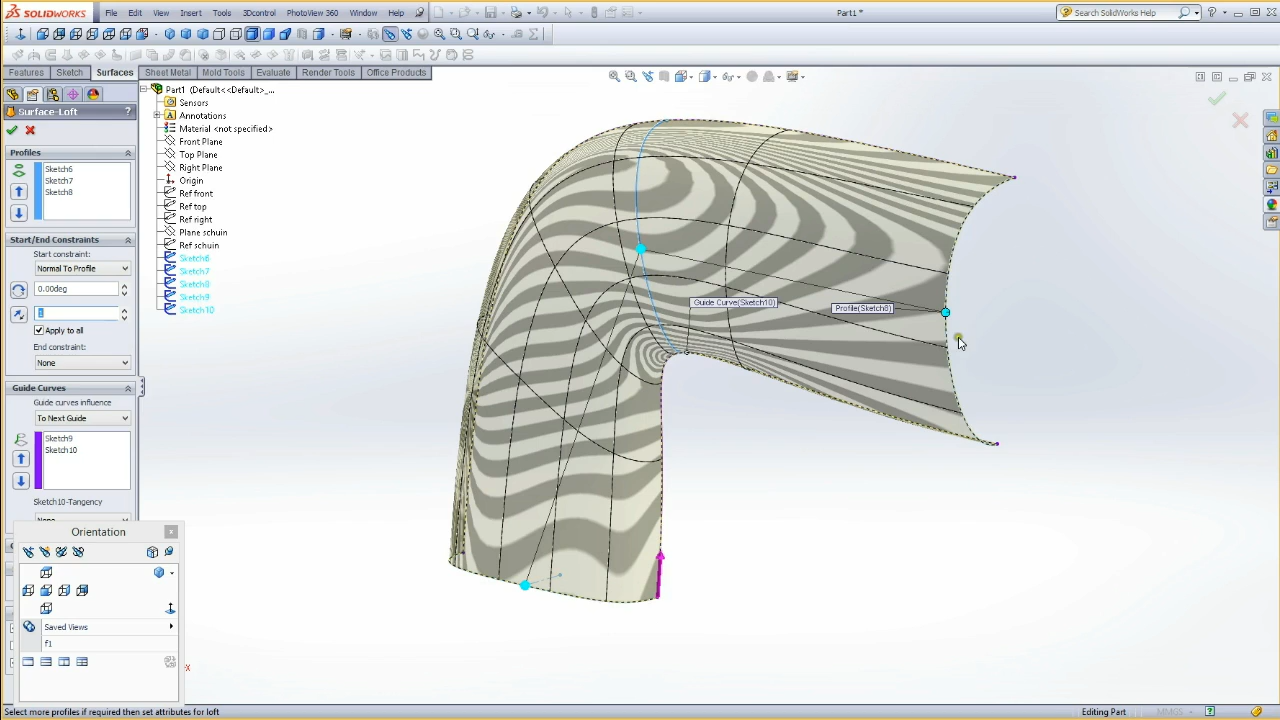 SOLIDWORKS File Edit View Insert Tools 3Dcontrol PhotoView 360 Window Help Part1 * Search SolidWorks Help
Features Sketch Surfaces Sheet Metal Mold Tools Evaluate Render Tools Office Products
Surface-Loft ?
Profiles
Sketch6
Sketch7
Sketch8
Start/End Constraints
Start constraint:
Normal To Profile
0.00deg
1
Apply to all
End constraint:
None
Guide Curves
Guide curves influence
To Next Guide
Sketch9
Sketch10
Sketch10-Tangency
None
Orientation
Saved Views
f1
Part1 (Default<<Default>_...
Sensors
Annotations
Material <not specified>
Front Plane
Top Plane
Right Plane
Origin
Ref front
Ref top
Ref right
Plane schuin
Ref schuin
Sketch6
Sketch7
Sketch8
Sketch9
Sketch10
Guide Curve(Sketch10)
Profile(Sketch8)
x
Select more profiles if required then set attributes for loft Editing Part MMGS